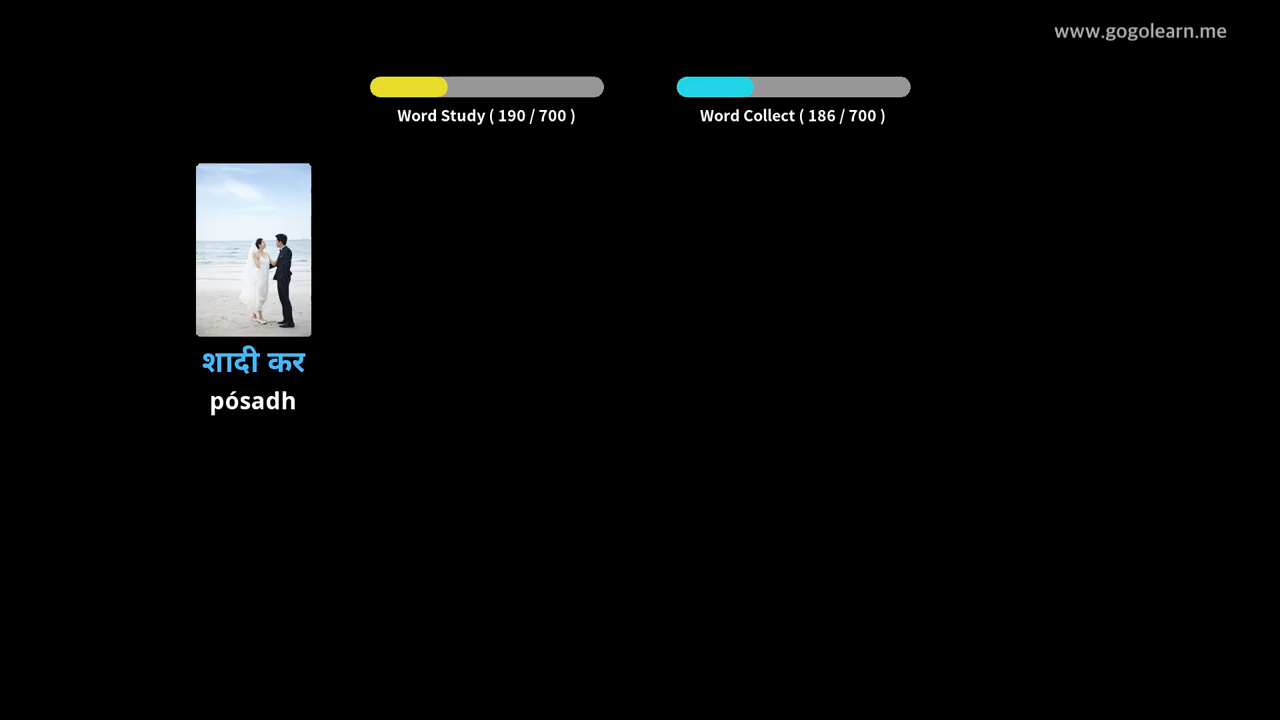 www.gogolearn.me
Word Study ( 190 / 700 )
Word Collect ( 186 / 700 )
शादी कर
pósadh